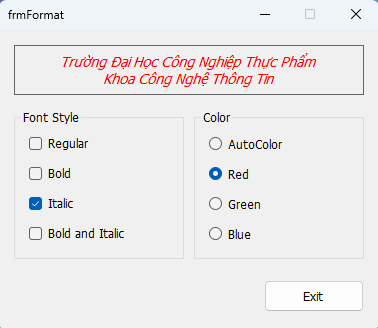 frmFormat
Trường Đại Học Công Nghiệp Thực Phẩm
Khoa Công Nghệ Thông Tin
Font Style
Regular
Bold
Italic
Bold and Italic
Color
AutoColor
Red
Green
Blue
Exit